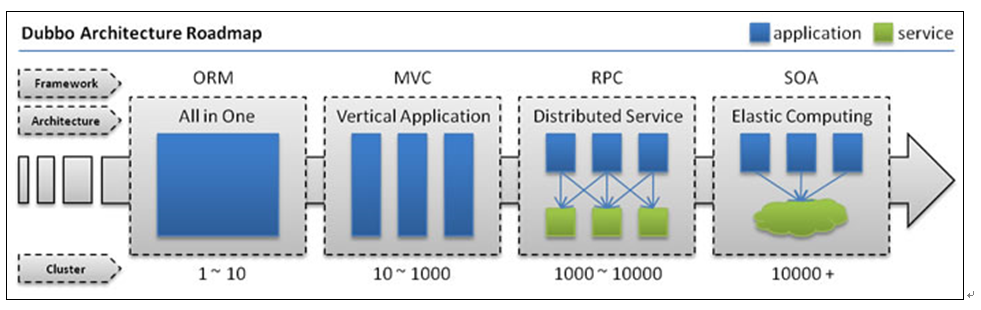 Dubbo Architecture Roadmap
application
service
Framework
ORM
MVC
RPC
SOA
Architecture
All in One
Vertical Application
Distributed Service
Elastic Computing
Cluster
1 ~ 10
10 ~ 1000
1000 ~ 10000
10000 +